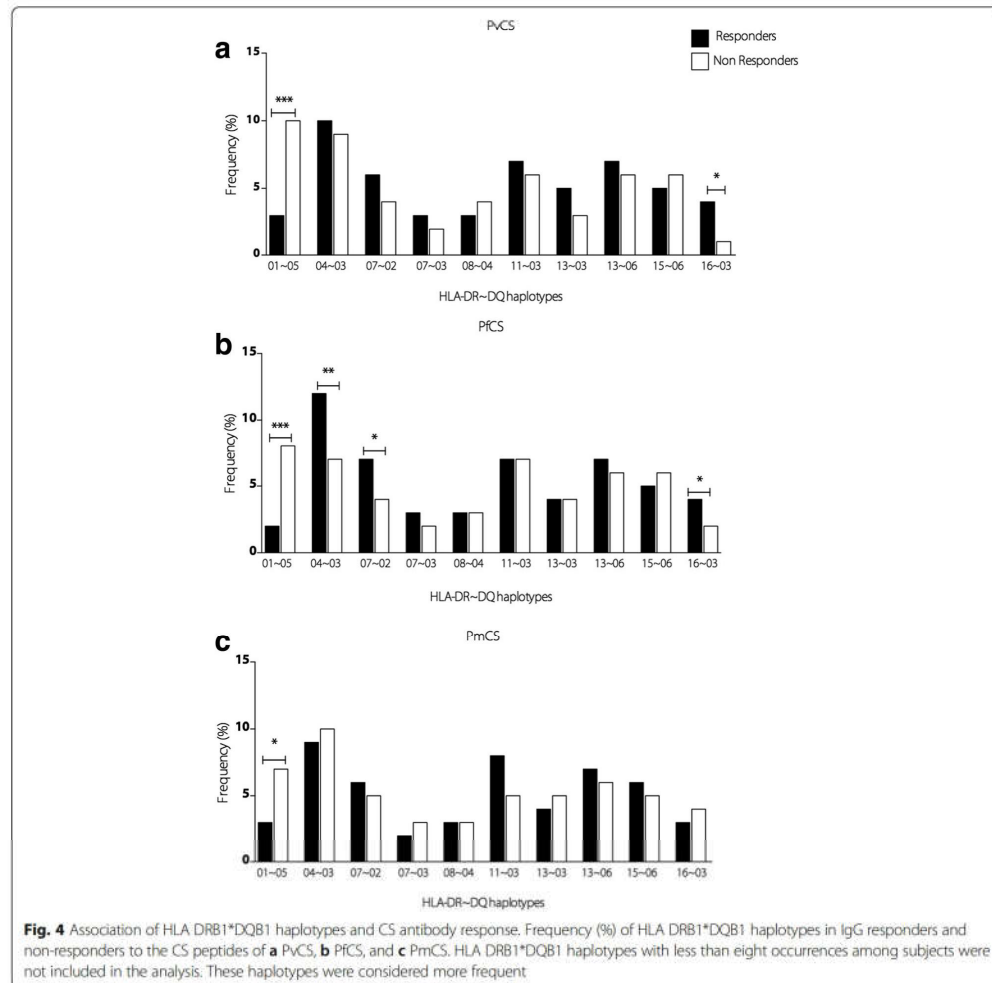 PvCS
a
Responders
Non Responders
15
10
5
0
Frequency (%)
***
*
01~05 04~03 07~02 07~03 08~04 11~03 13~03 13~06 15~06 16~03
HLA-DR~DQ haplotypes
PfCS
b
15
10
5
0
Frequency (%)
***
**
*
*
01~05 04~03 07~02 07~03 08~04 11~03 13~03 13~06 15~06 16~03
HLA-DR~DQ haplotypes
PmCS
c
15
10
5
0
Frequency (%)
*
01~05 04~03 07~02 07~03 08~04 11~03 13~03 13~06 15~06 16~03
HLA-DR~DQ haplotypes
Fig. 4 Association of HLA DRB1*DQB1 haplotypes and CS antibody response. Frequency (%) of HLA DRB1*DQB1 haplotypes in IgG responders and
non-responders to the CS peptides of a PvCS, b PfCS, and c PmCS. HLA DRB1*DQB1 haplotypes with less than eight occurrences among subjects were
not included in the analysis. These haplotypes were considered more frequent